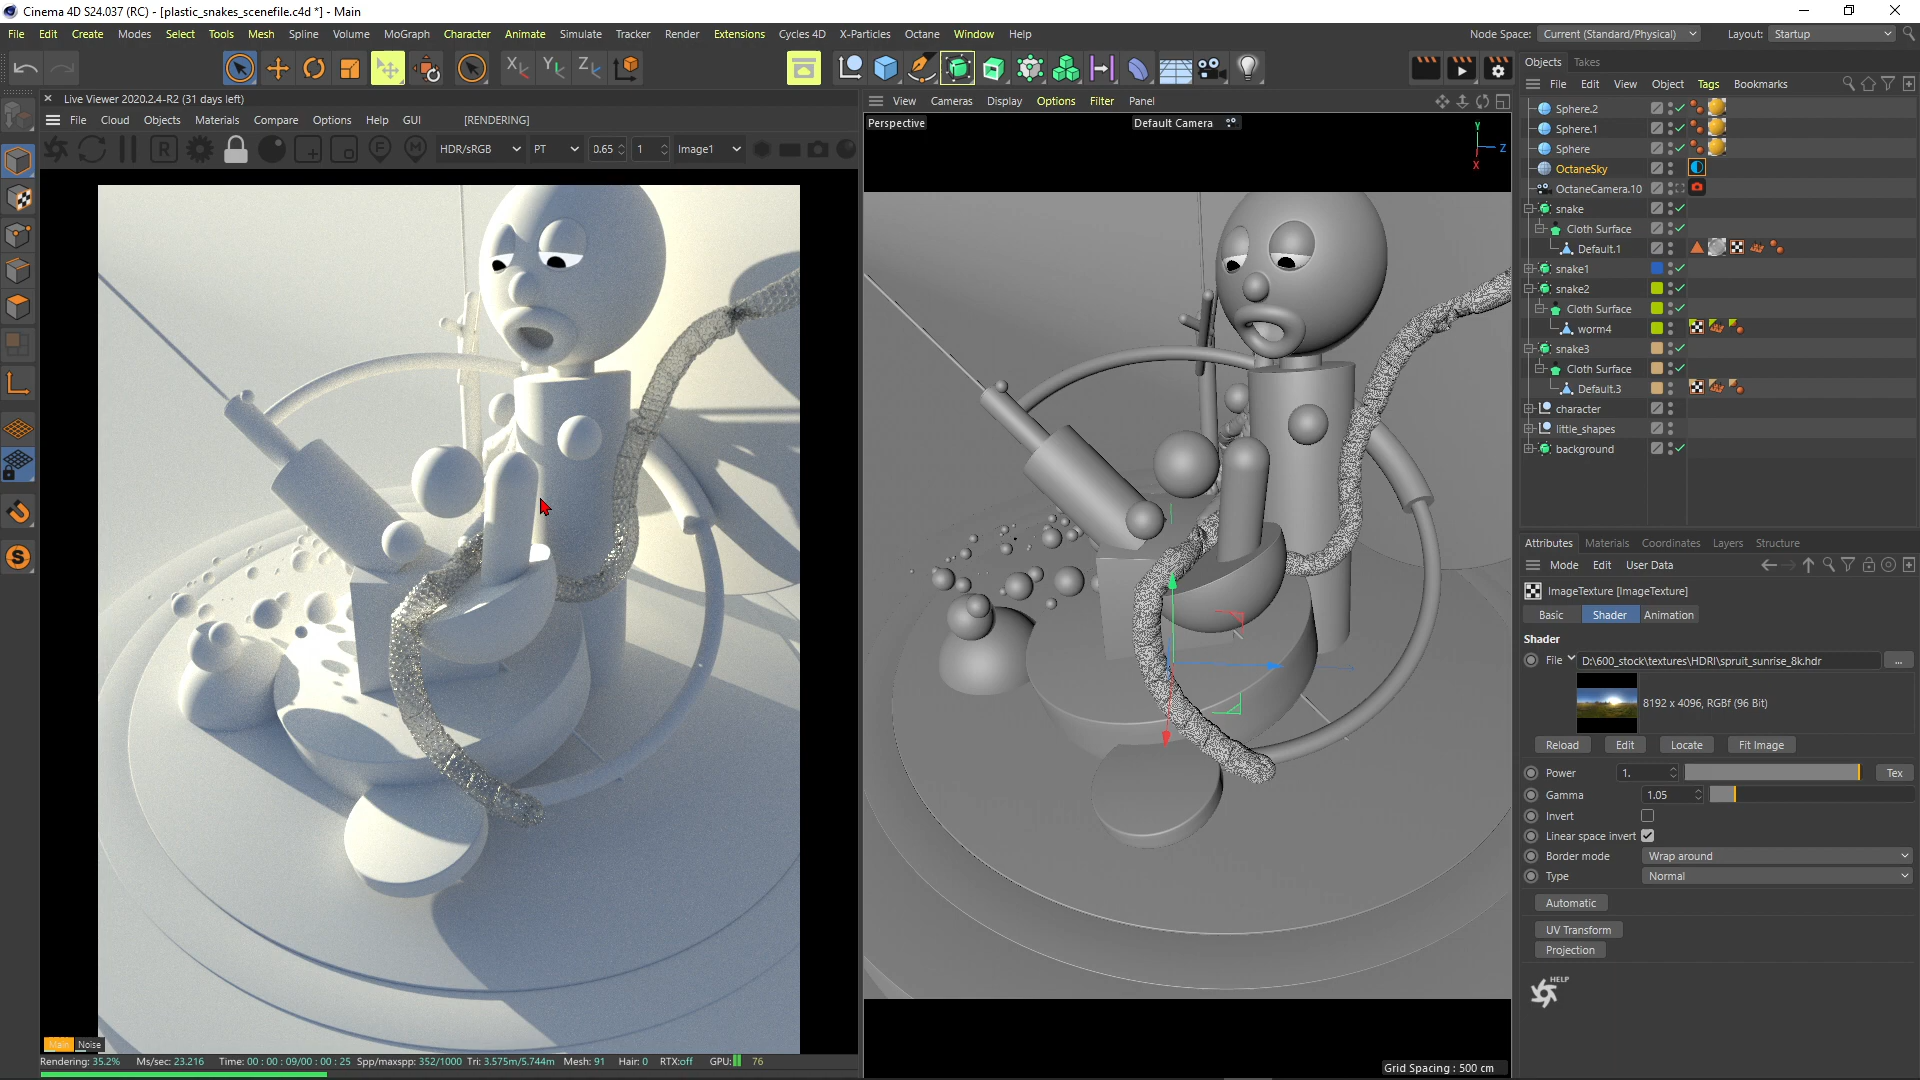 Cinema 4D S24.037 (RC) - [plastic_snakes_scenefile.c4d *] - Main
File Edit Create Modes Select Tools Mesh Spline Volume MoGraph Character Animate Simulate Tracker Render Extensions Cycles 4D X-Particles Octane Window Help Node Space: Current (Standard/Physical) Layout: Startup
X Y Z
Live Viewer 2020.2.4-R2 (31 days left)
File Cloud Objects Materials Compare Options Help GUI [RENDERING]
R F M HDR/sRGB PT 0.65 1 Image1
Main Noise
Rendering: 35.2% Ms/sec: 23.216 Time: 00 : 00 : 09/00 : 00 : 25 Spp/maxspp: 352/1000 Tri: 3.575m/5.744m Mesh: 91 Hair: 0 RTX:off GPU: 76
View Cameras Display Options Filter Panel
Perspective Default Camera
Y
Z
X
Grid Spacing : 500 cm
Objects Takes
File Edit View Object Tags Bookmarks
Sphere.2
Sphere.1
Sphere
OctaneSky
OctaneCamera.10
snake
Cloth Surface
Default.1
snake1
snake2
Cloth Surface
worm4
snake3
Cloth Surface
Default.3
character
little_shapes
background
Attributes Materials Coordinates Layers Structure
Mode Edit User Data
ImageTexture [ImageTexture]
Basic Shader Animation
Shader
File D:\600_stock\textures\HDRI\spruit_sunrise_8k.hdr ...
8192 x 4096, RGBf (96 Bit)
Reload Edit Locate Fit Image
Power 1. Tex
Gamma 1.05
Invert
Linear space invert
Border mode Wrap around
Type Normal
Automatic
UV Transform
Projection
HELP